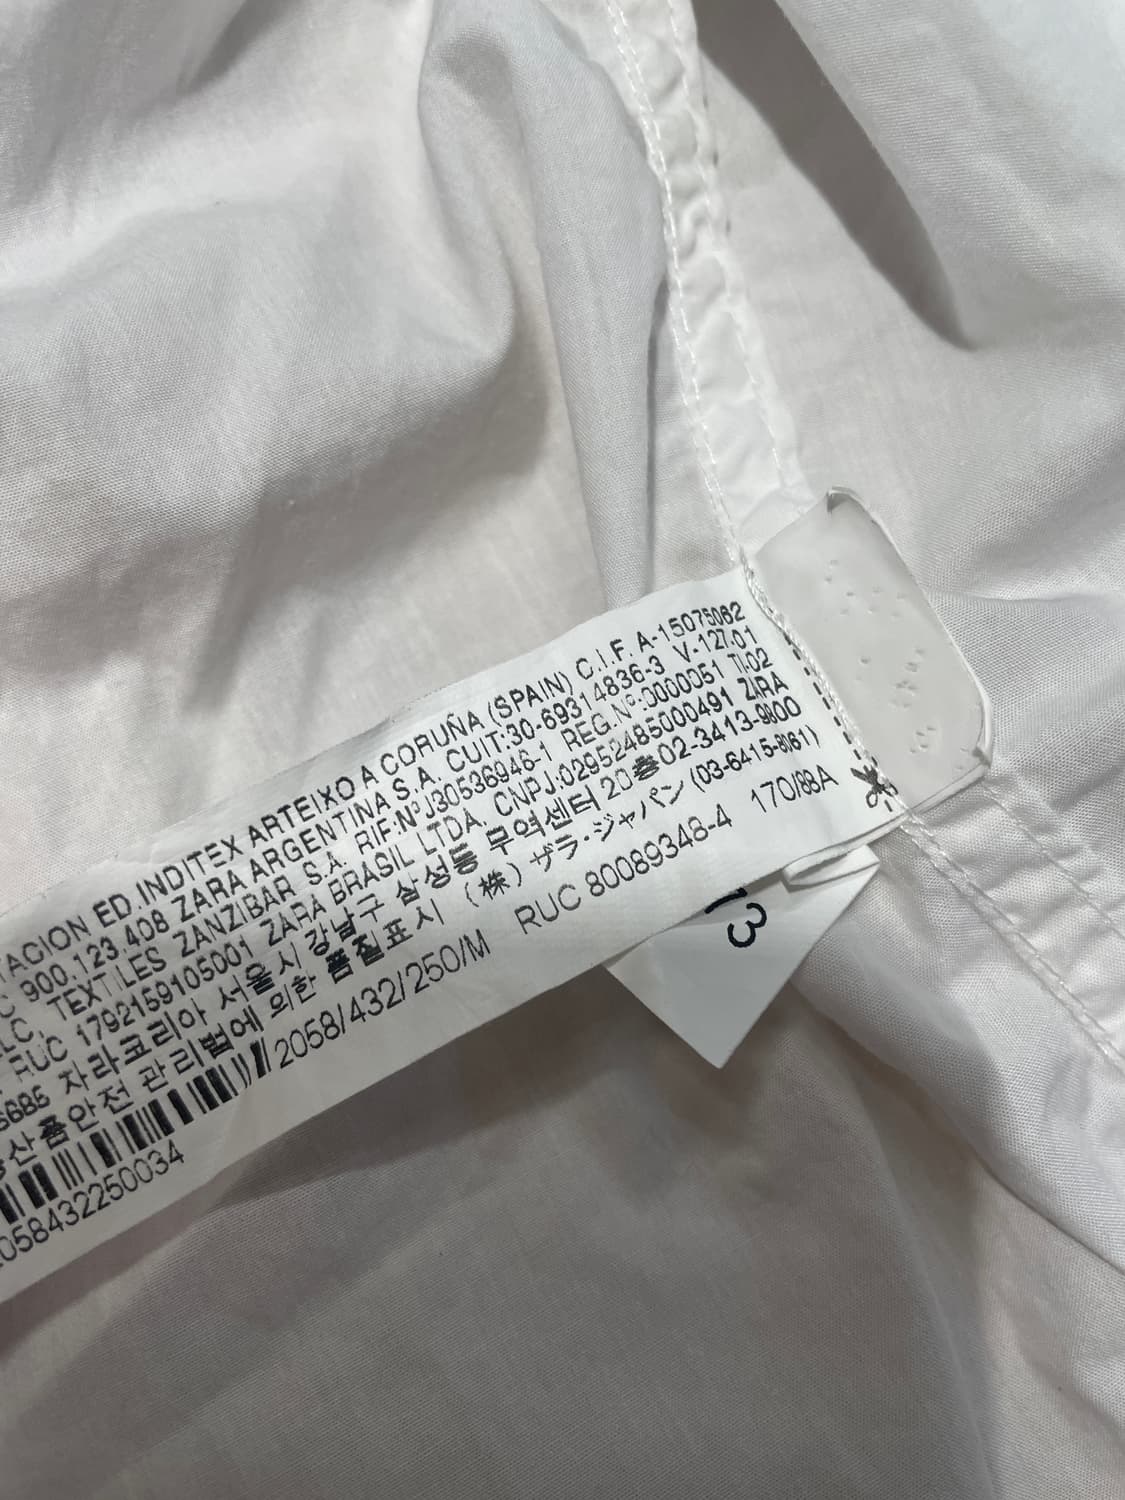 TACION ED.INDITEX ARTEIXO A CORUÑA (SPAIN) C.I.F. A-15075062
C 900.123.408 ZARA ARGENTINA S.A. CUIT:30-69314836-3 V-127.01
LC, TEXTILES ZANZIBAR S.A. RIF:Nº J30536946-1 REG.Nº:0000051 TI.02
RUC 1792159105001 ZARA BRASIL LTDA. CNPJ:02952485000491 ZARA
6686 자라코리아 서울시 강남구 삼성동 무역센터 20층 02-3413-9800
산품안전 관리법에 의한 품질표시 (株) ザラ・ジャパン (03-6415-8061)
RUC 80089348-4 170/88A
2058/432/250/M
2058432250034
13